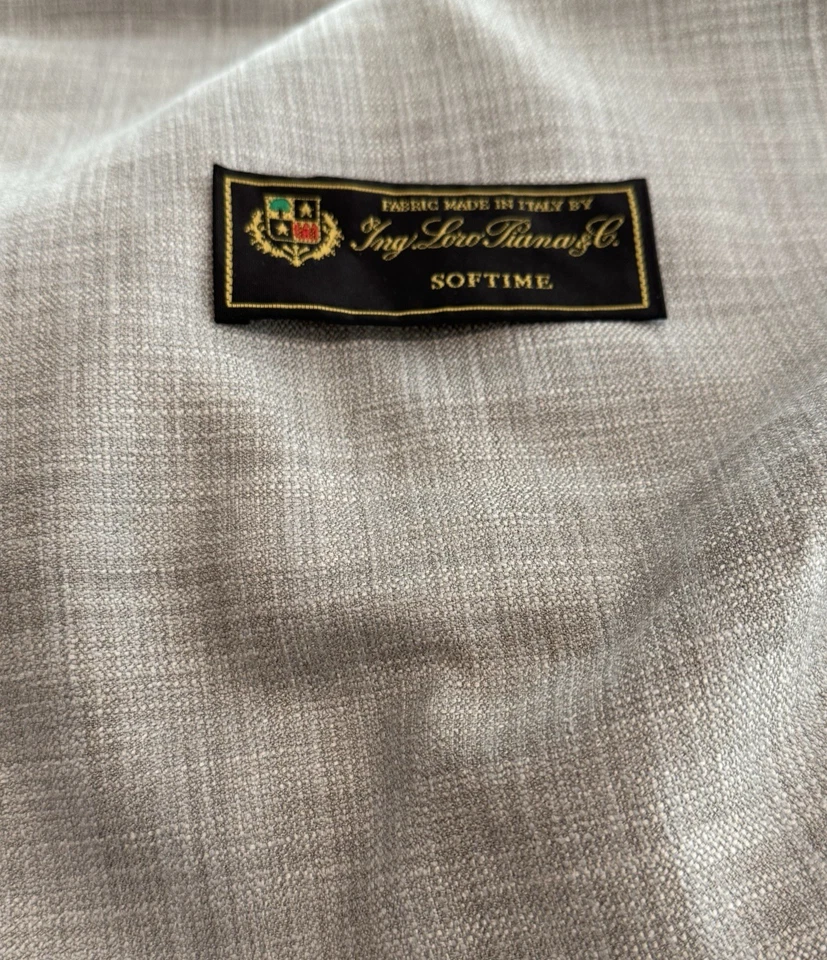 FABRIC MADE IN ITALY BY
Ing. Loro Piana & C.
SOFTIME